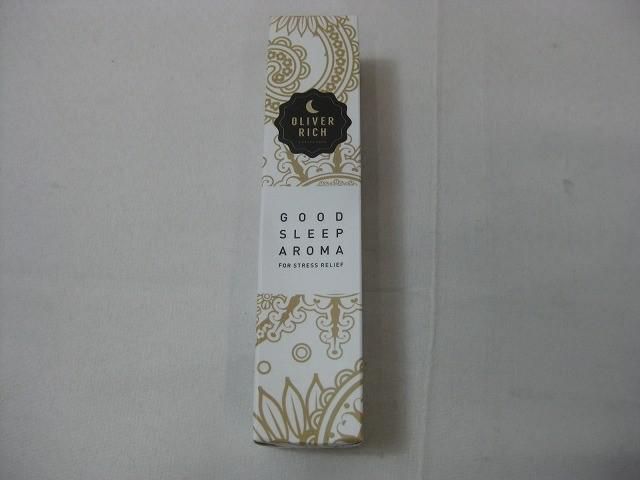 OLIVER
RICH
GOOD
SLEEP
AROMA
FOR STRESS RELIEF